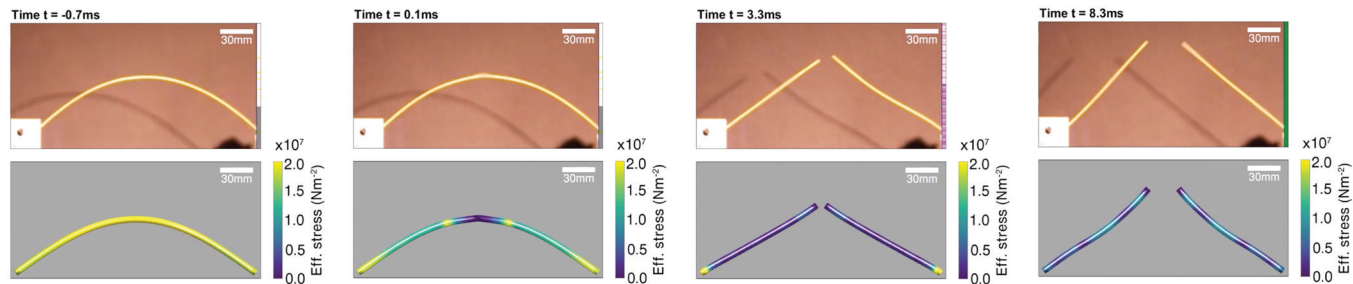 Time t = -0.7ms
30mm
Time t = 0.1ms
30mm
Time t = 3.3ms
30mm
Time t = 8.3ms
30mm
30mm
x10⁷
2.0
1.5
1.0
0.5
0.0
Eff. stress (Nm⁻²)
30mm
x10⁷
2.0
1.5
1.0
0.5
0.0
Eff. stress (Nm⁻²)
30mm
x10⁷
2.0
1.5
1.0
0.5
0.0
Eff. stress (Nm⁻²)
30mm
x10⁷
2.0
1.5
1.0
0.5
0.0
Eff. stress (Nm⁻²)